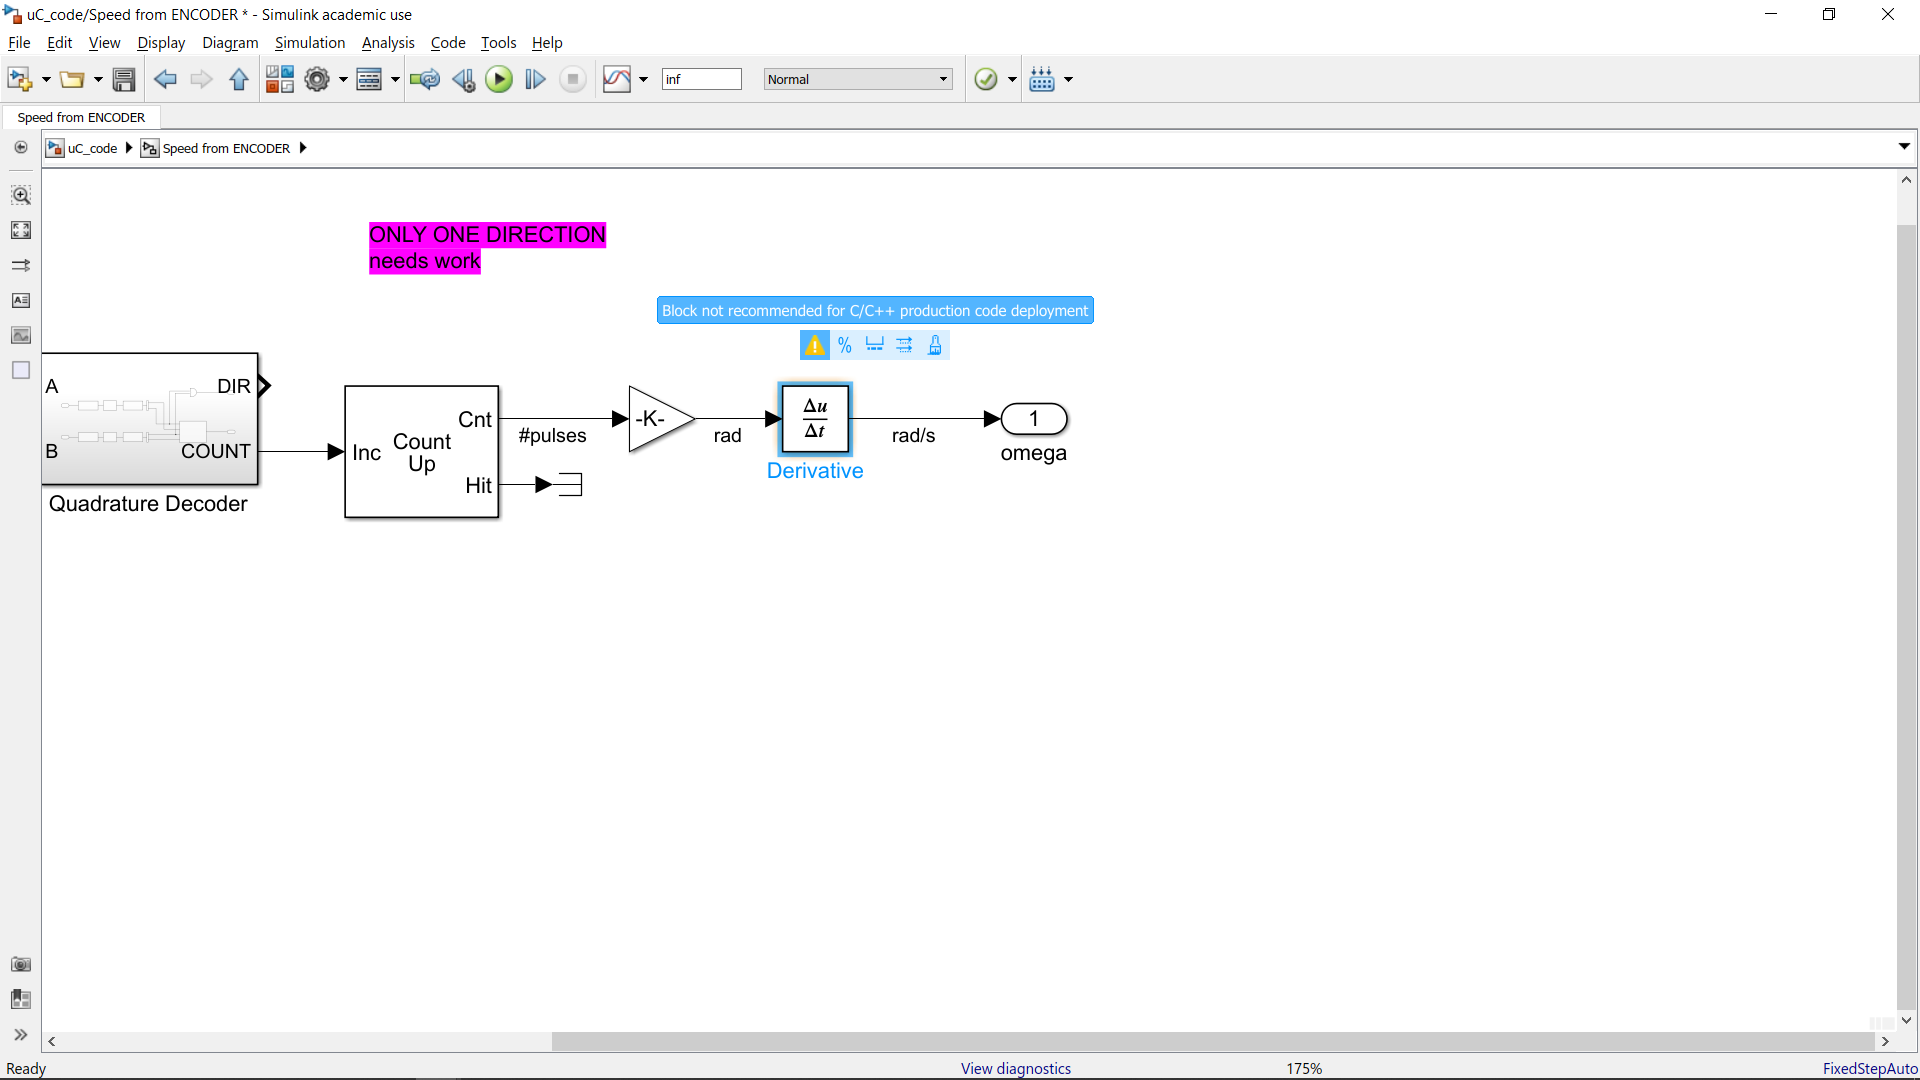 uC_code/Speed from ENCODER * - Simulink academic use
File Edit View Display Diagram Simulation Analysis Code Tools Help
inf
Normal
Speed from ENCODER
uC_code
Speed from ENCODER
ONLY ONE DIRECTION
needs work
Block not recommended for C/C++ production code deployment
%
A
DIR
B
COUNT
Quadrature Decoder
Inc
Count
Up
Cnt
Hit
#pulses
-K-
rad
Δu
Δt
Derivative
rad/s
1
omega
Ready
View diagnostics
175%
FixedStepAuto